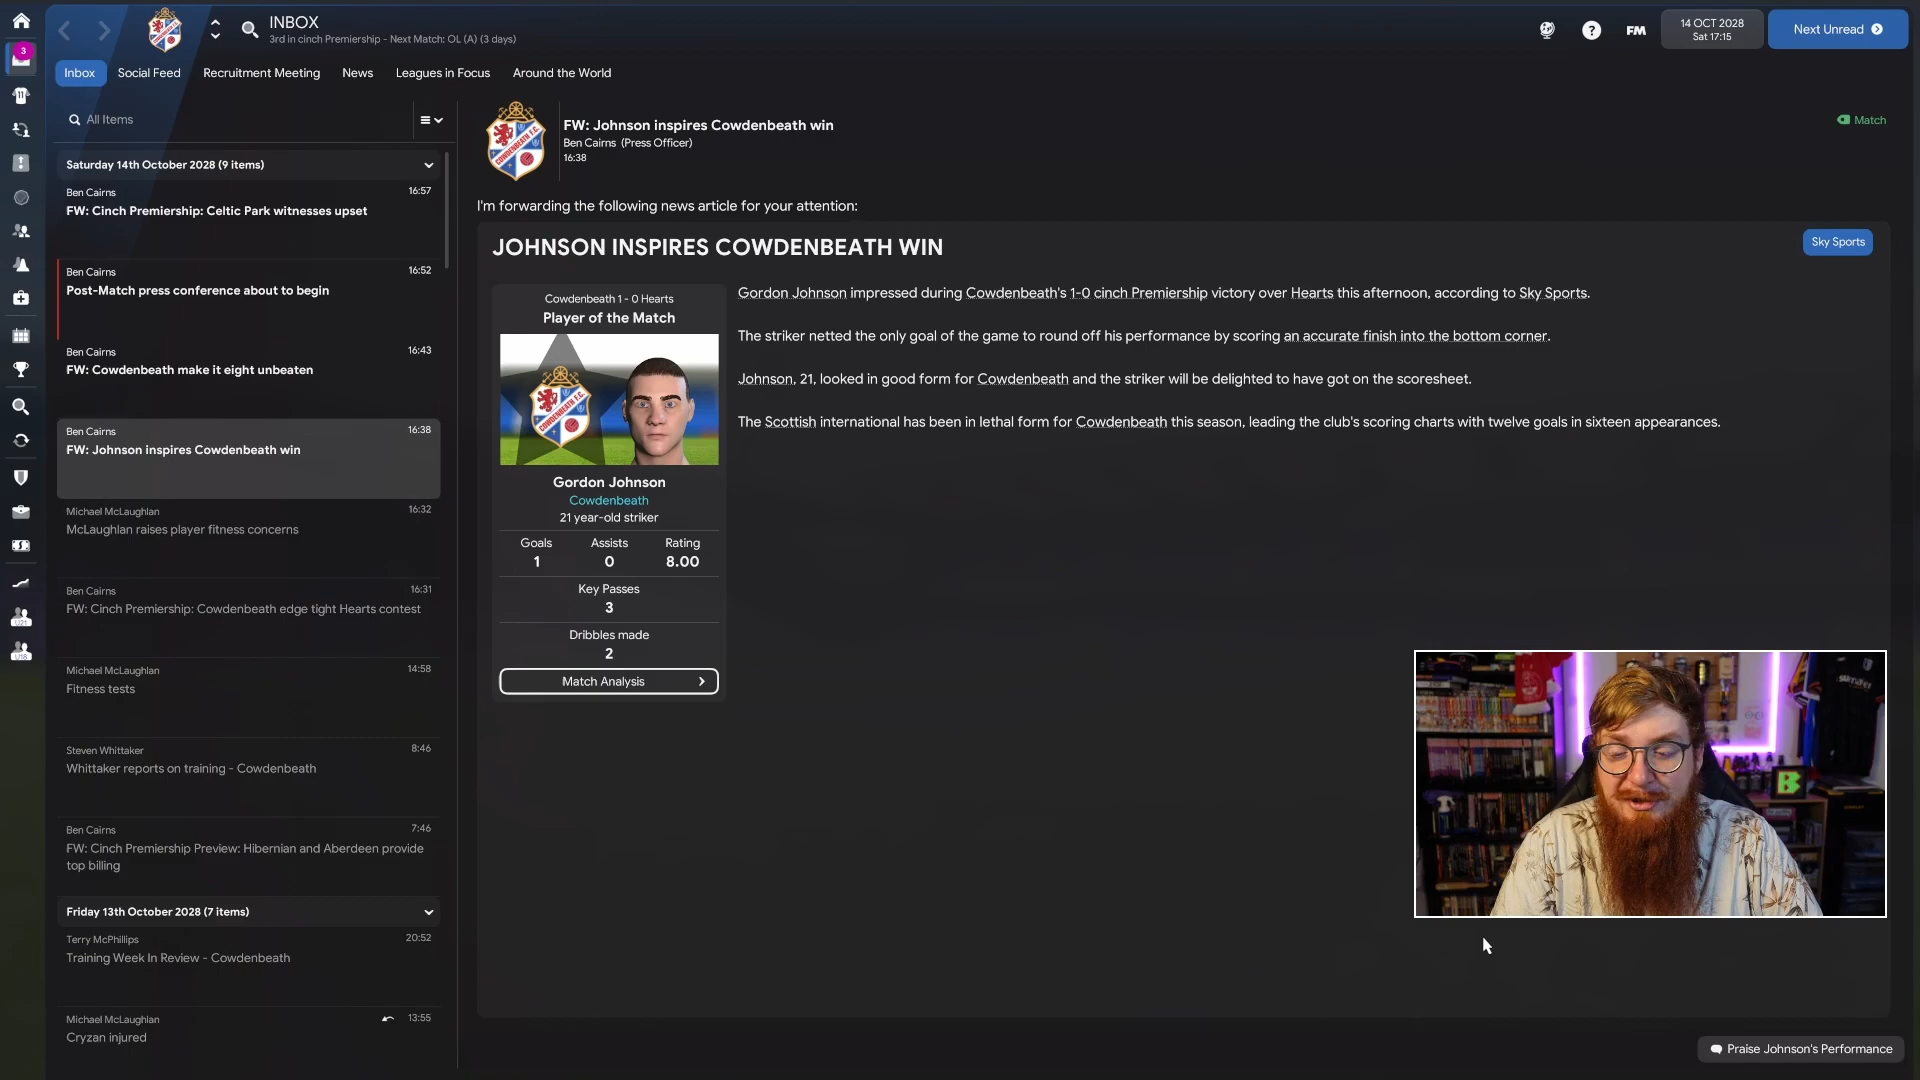 INBOX
3rd in cinch Premiership - Next Match: OL (A) (3 days)
FM
14 OCT 2028
Sat 17:15
Next Unread
3
Inbox
Social Feed
Recruitment Meeting
News
Leagues in Focus
Around the World
All Items
Saturday 14th October 2028 (9 items)
Ben Cairns
16:57
FW: Cinch Premiership: Celtic Park witnesses upset
Ben Cairns
16:52
Post-Match press conference about to begin
Ben Cairns
16:43
FW: Cowdenbeath make it eight unbeaten
Ben Cairns
16:38
FW: Johnson inspires Cowdenbeath win
Michael McLaughlan
16:32
McLaughlan raises player fitness concerns
Ben Cairns
16:31
FW: Cinch Premiership: Cowdenbeath edge tight Hearts contest
Michael McLaughlan
14:58
Fitness tests
Steven Whittaker
8:46
Whittaker reports on training - Cowdenbeath
Ben Cairns
7:46
FW: Cinch Premiership Preview: Hibernian and Aberdeen provide
top billing
Friday 13th October 2028 (7 items)
Terry McPhillips
20:52
Training Week In Review - Cowdenbeath
Michael McLaughlan
13:55
Cryzan injured
U21
U18
COWDENBEATH F.C.
FW: Johnson inspires Cowdenbeath win
Ben Cairns (Press Officer)
16:38
Match
I'm forwarding the following news article for your attention:
JOHNSON INSPIRES COWDENBEATH WIN
Sky Sports
Cowdenbeath 1 - 0 Hearts
Player of the Match
COWDENBEATH F.C.
Gordon Johnson
Cowdenbeath
21 year-old striker
Goals
Assists
Rating
1
0
8.00
Key Passes
3
Dribbles made
2
Match Analysis
Gordon Johnson impressed during Cowdenbeath's 1-0 cinch Premiership victory over Hearts this afternoon, according to Sky Sports.
The striker netted the only goal of the game to round off his performance by scoring an accurate finish into the bottom corner.
Johnson, 21, looked in good form for Cowdenbeath and the striker will be delighted to have got on the scoresheet.
The Scottish international has been in lethal form for Cowdenbeath this season, leading the club's scoring charts with twelve goals in sixteen appearances.
Praise Johnson's Performance